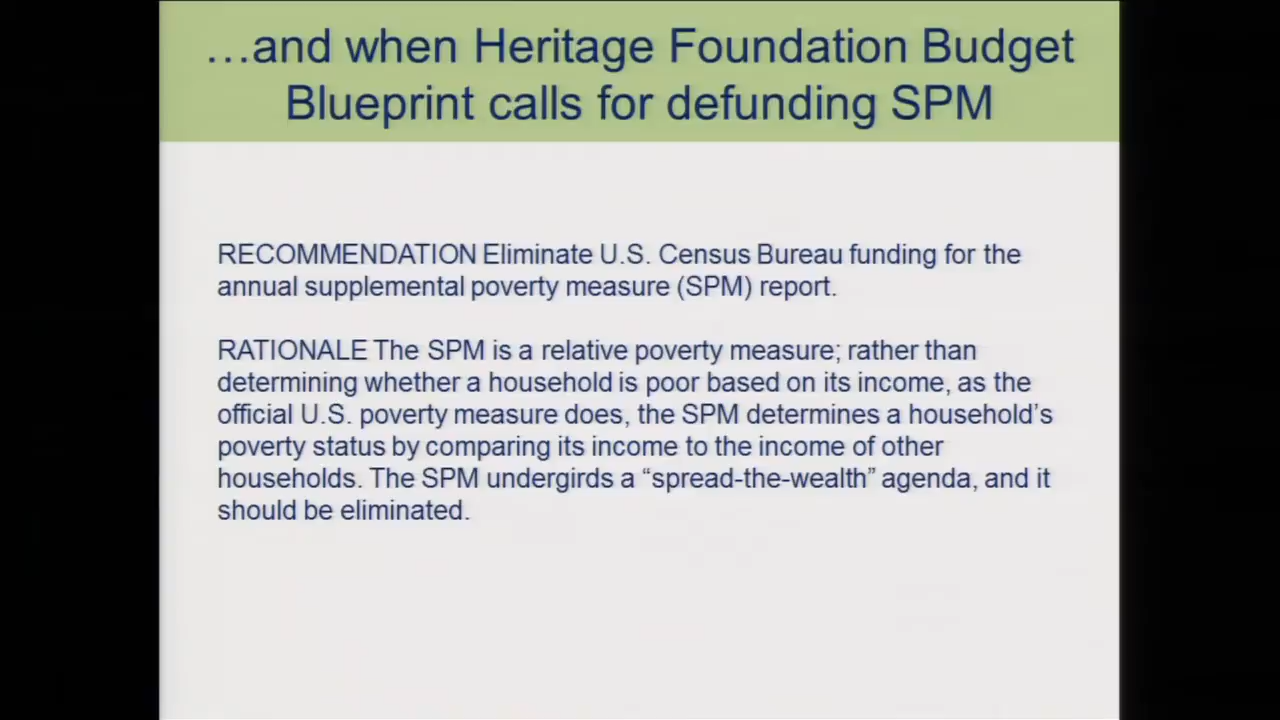 …and when Heritage Foundation Budget
Blueprint calls for defunding SPM
RECOMMENDATION Eliminate U.S. Census Bureau funding for the
annual supplemental poverty measure (SPM) report.
RATIONALE The SPM is a relative poverty measure; rather than
determining whether a household is poor based on its income, as the
official U.S. poverty measure does, the SPM determines a household’s
poverty status by comparing its income to the income of other
households. The SPM undergirds a “spread-the-wealth” agenda, and it
should be eliminated.